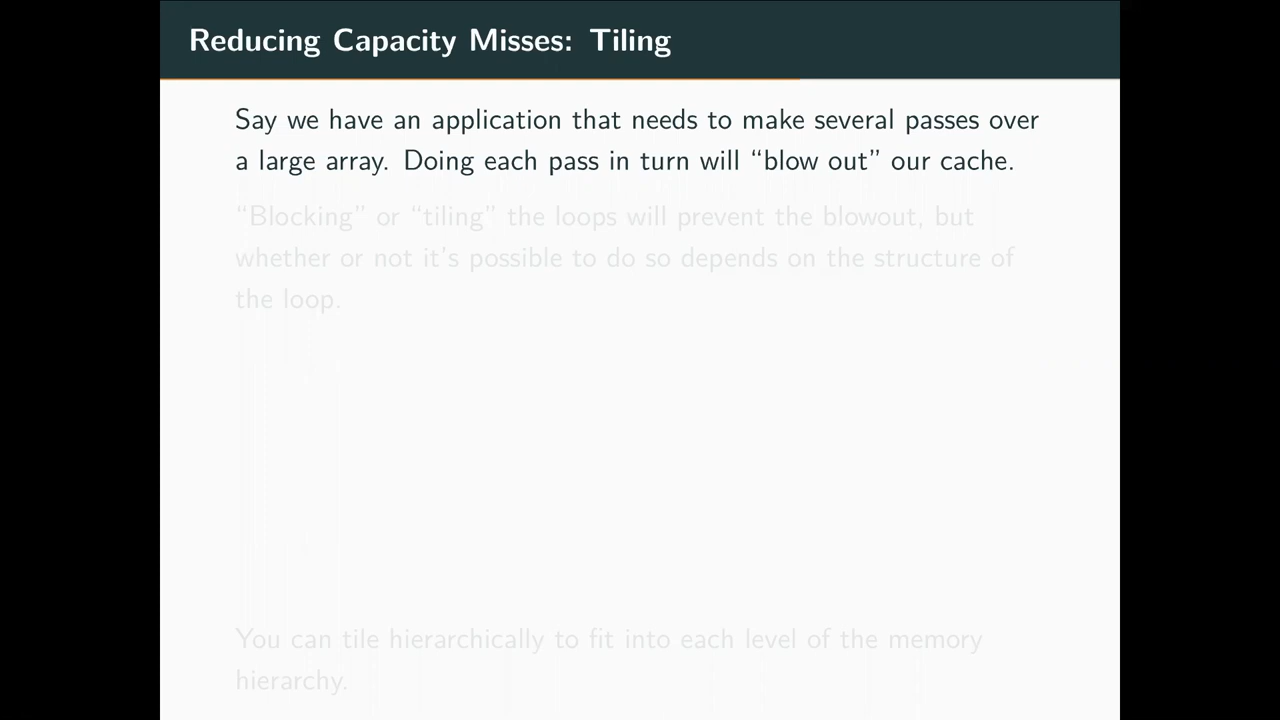 Reducing Capacity Misses: Tiling
Say we have an application that needs to make several passes over
a large array. Doing each pass in turn will “blow out” our cache.
“Blocking” or “tiling” the loops will prevent the blowout, but
whether or not it's possible to do so depends on the structure of
the loop.
You can tile hierarchically to fit into each level of the memory
hierarchy.